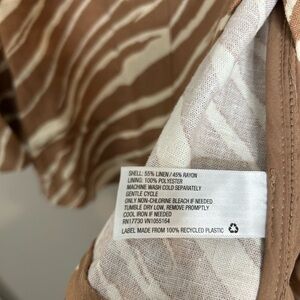 SHELL: 55% LINEN/45% RAYON
LINING: 100% POLYESTER
MACHINE WASH COLD SEPARATELY
GENTLE CYCLE
ONLY NON-CHLORINE BLEACH IF NEEDED
TUMBLE DRY LOW, REMOVE PROMPTLY
COOL IRON IF NEEDED
RN17730 VN1055164
LABEL MADE FROM 100% RECYCLED PLASTIC